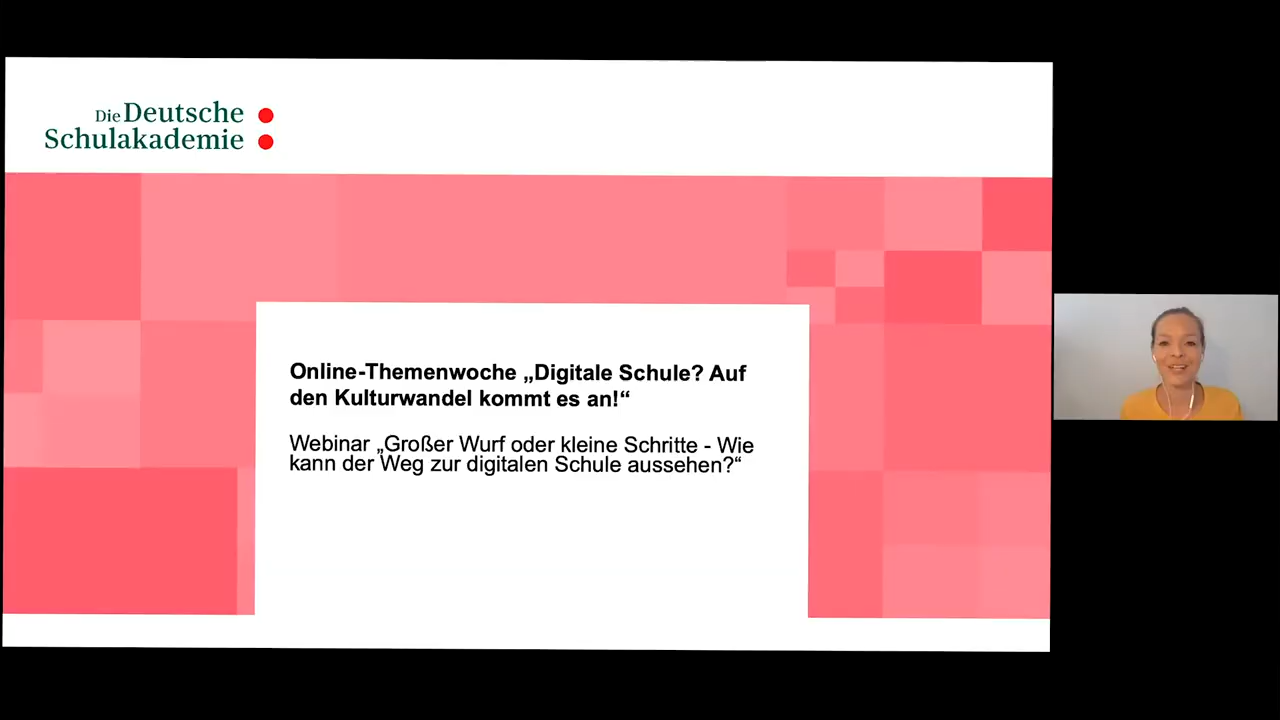 Die Deutsche
Schulakademie
Online-Themenwoche „Digitale Schule? Auf
den Kulturwandel kommt es an!“
Webinar „Großer Wurf oder kleine Schritte - Wie
kann der Weg zur digitalen Schule aussehen?“